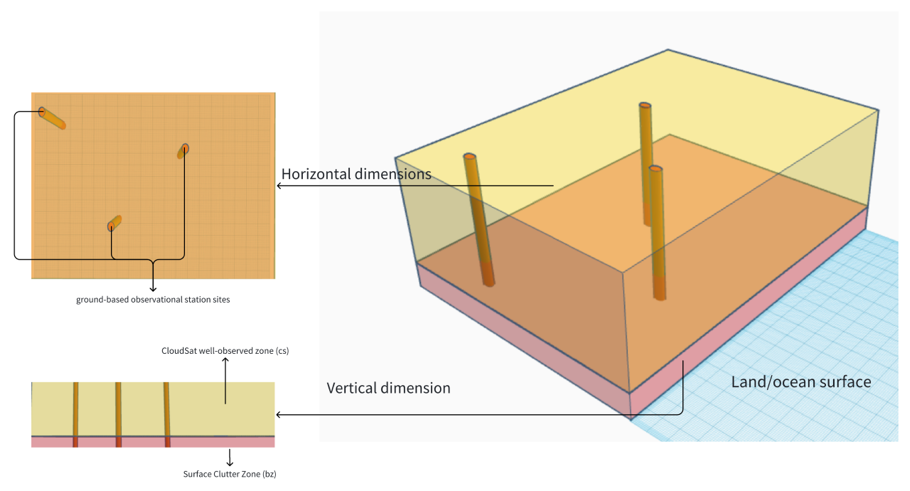 Horizontal dimensions
ground-based observational station sites
CloudSat well-observed zone (cs)
Vertical dimension
Land/ocean surface
Surface Clutter Zone (bz)